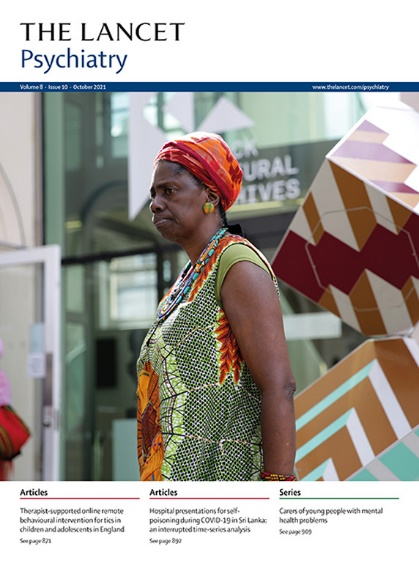 THE LANCET
Psychiatry
Volume 8 · Issue 10 · October 2021
www.thelancet.com/psychiatry
CK
URAL
IVES
Articles
Therapist-supported online remote
behavioural intervention for tics in
children and adolescents in England
See page 871
Articles
Hospital presentations for self-
poisoning during COVID-19 in Sri Lanka:
an interrupted time-series analysis
See page 892
Series
Carers of young people with mental
health problems
See page 909